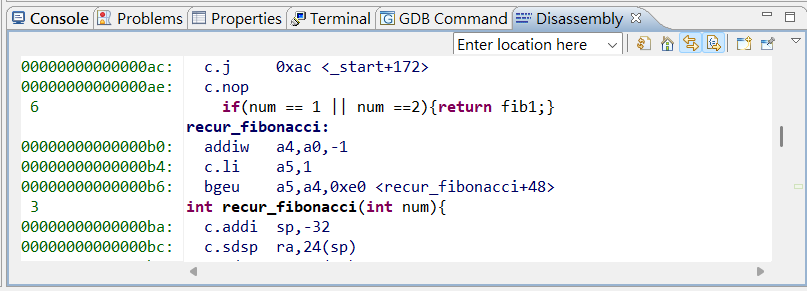 Console Problems Properties Terminal GDB Command Disassembly
Enter location here
00000000000000ac: c.j 0xac <_start+172>
00000000000000ae: c.nop
6 if(num == 1 || num ==2){return fib1;}
recur_fibonacci:
00000000000000b0: addiw a4,a0,-1
00000000000000b4: c.li a5,1
00000000000000b6: bgeu a5,a4,0xe0 <recur_fibonacci+48>
3 int recur_fibonacci(int num){
00000000000000ba: c.addi sp,-32
00000000000000bc: c.sdsp ra,24(sp)